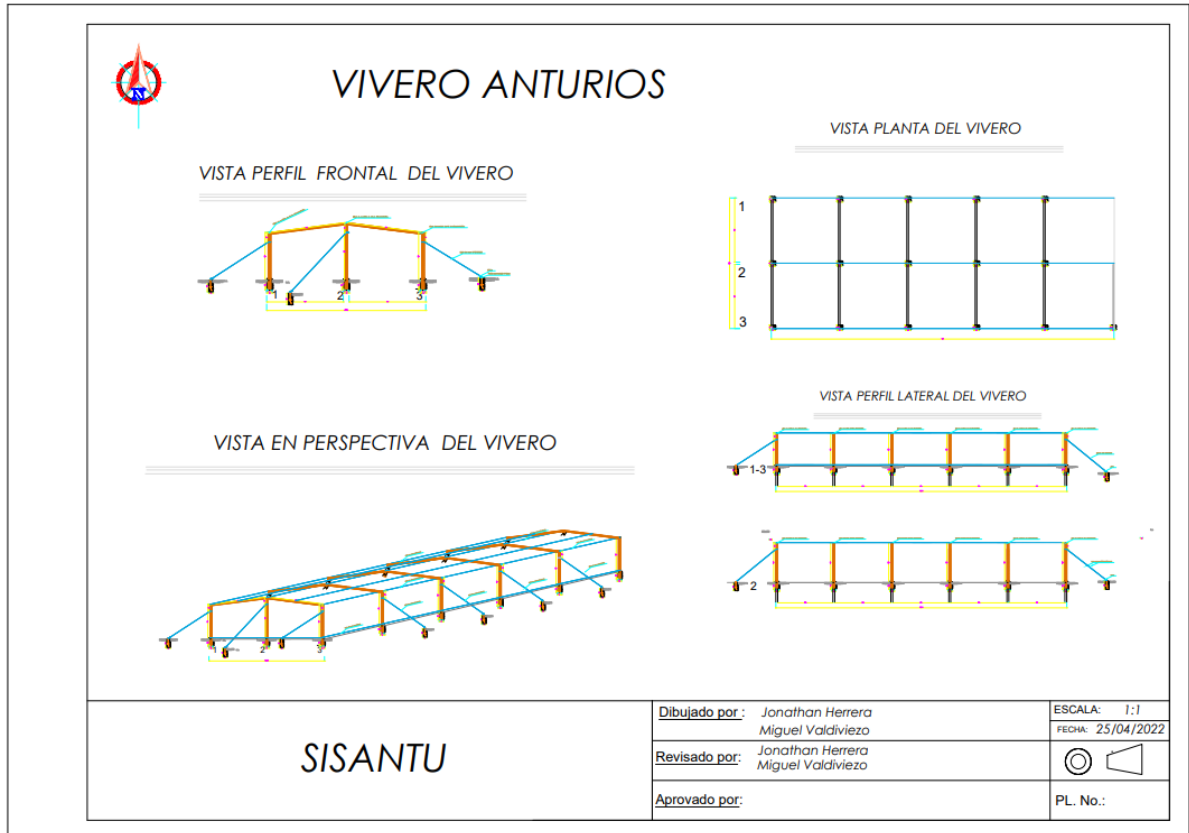 N
VIVERO ANTURIOS
VISTA PERFIL FRONTAL DEL VIVERO
1
2
3
VISTA PLANTA DEL VIVERO
1
2
3
VISTA EN PERSPECTIVA DEL VIVERO
1
2
3
VISTA PERFIL LATERAL DEL VIVERO
1-3
2
SISANTU
Dibujado por : Jonathan Herrera
Miguel Valdiviezo
Revisado por: Jonathan Herrera
Miguel Valdiviezo
Aprovado por:
ESCALA: 1:1
FECHA: 25/04/2022
PL. No.: